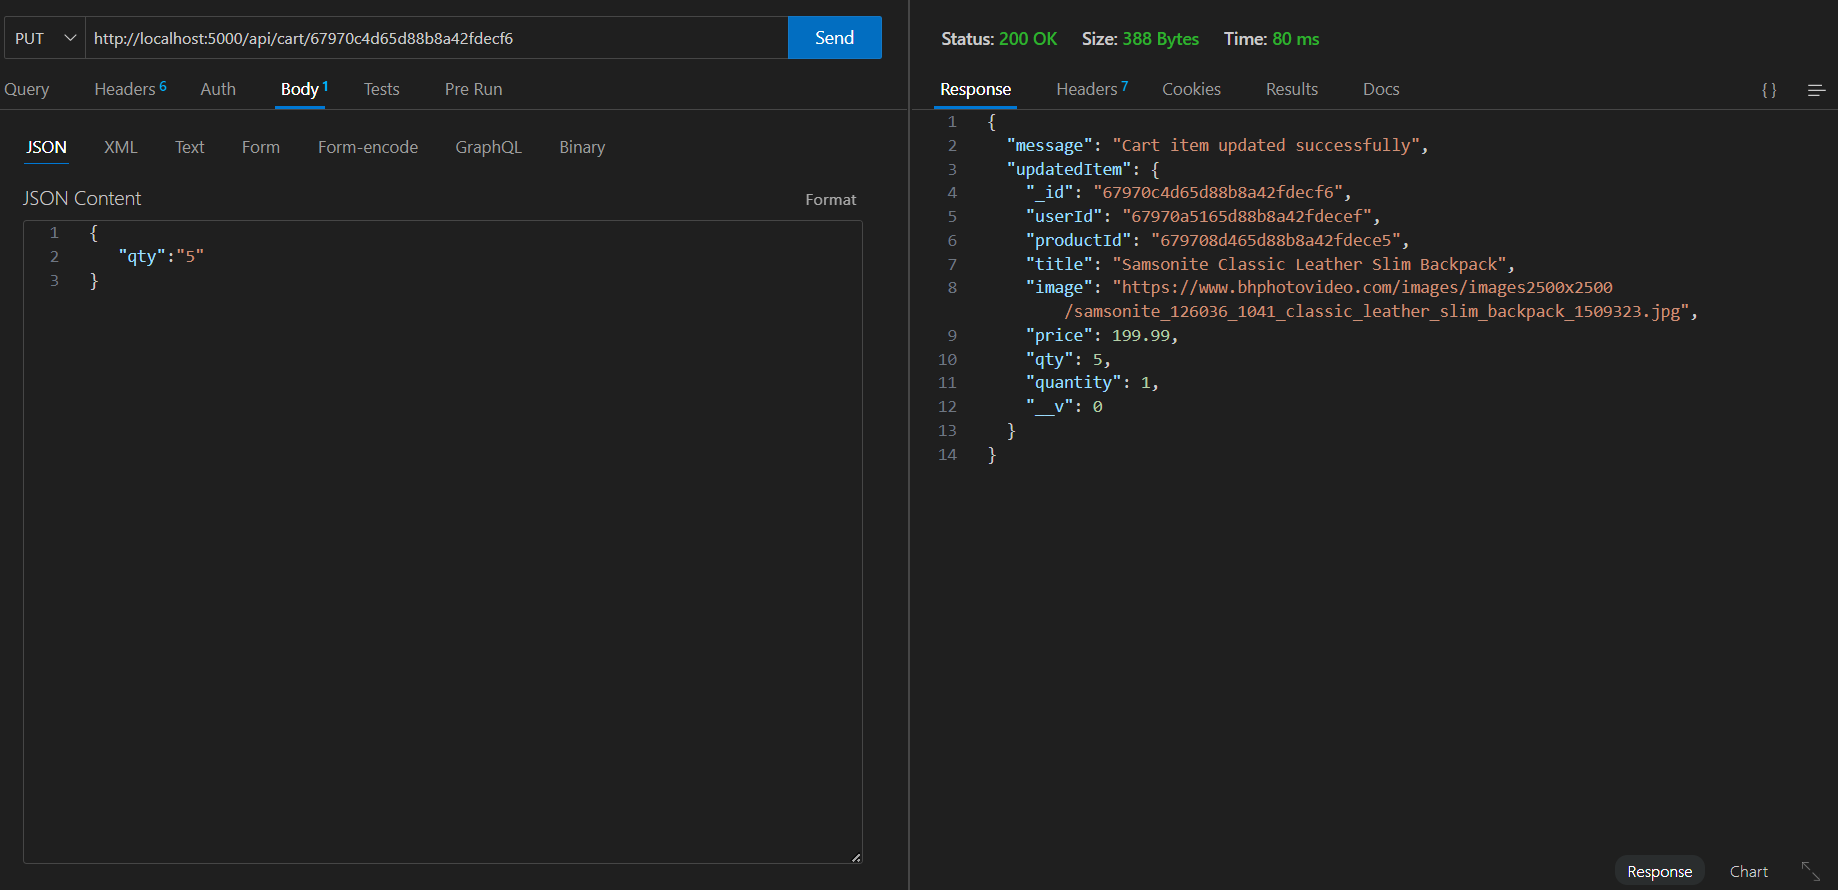 PUT http://localhost:5000/api/cart/67970c4d65d88b8a42fdecf6 Send
Query Headers 6 Auth Body 1 Tests Pre Run
JSON XML Text Form Form-encode GraphQL Binary
JSON Content Format
1 {
2 "qty":"5"
3 }
Status: 200 OK Size: 388 Bytes Time: 80 ms
Response Headers 7 Cookies Results Docs {}
1 {
2 "message": "Cart item updated successfully",
3 "updatedItem": {
4 "_id": "67970c4d65d88b8a42fdecf6",
5 "userId": "67970a5165d88b8a42fdecef",
6 "productId": "679708d465d88b8a42fdece5",
7 "title": "Samsonite Classic Leather Slim Backpack",
8 "image": "https://www.bhphotovideo.com/images/images2500x2500
/samsonite_126036_1041_classic_leather_slim_backpack_1509323.jpg",
9 "price": 199.99,
10 "qty": 5,
11 "quantity": 1,
12 "__v": 0
13 }
14 }
Response Chart